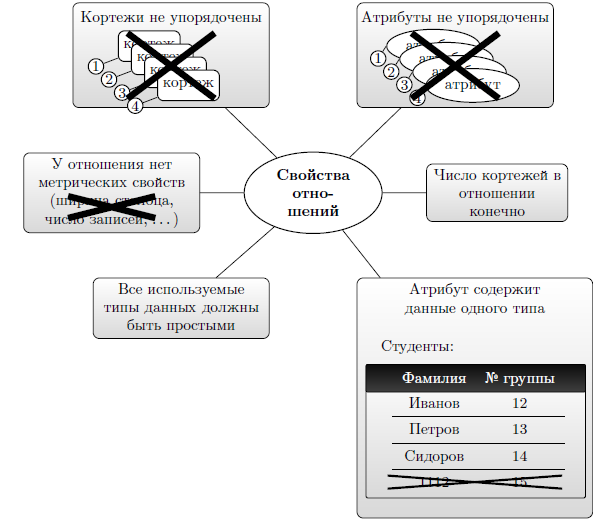 Кортежи не упорядочены
кортеж
кортеж
кортеж
кортеж
1
2
3
4
Атрибуты не упорядочены
1
2
3
4
атрибут
У отношения нет
метрических свойств
(ширина столбца,
число записей, ...)
Свойства
отно-
шений
Число кортежей в
отношении
конечно
Все используемые
типы данных должны
быть простыми
Атрибут содержит
данные одного типа
Студенты:
Фамилия № группы
Иванов 12
Петров 13
Сидоров 14
1112 15